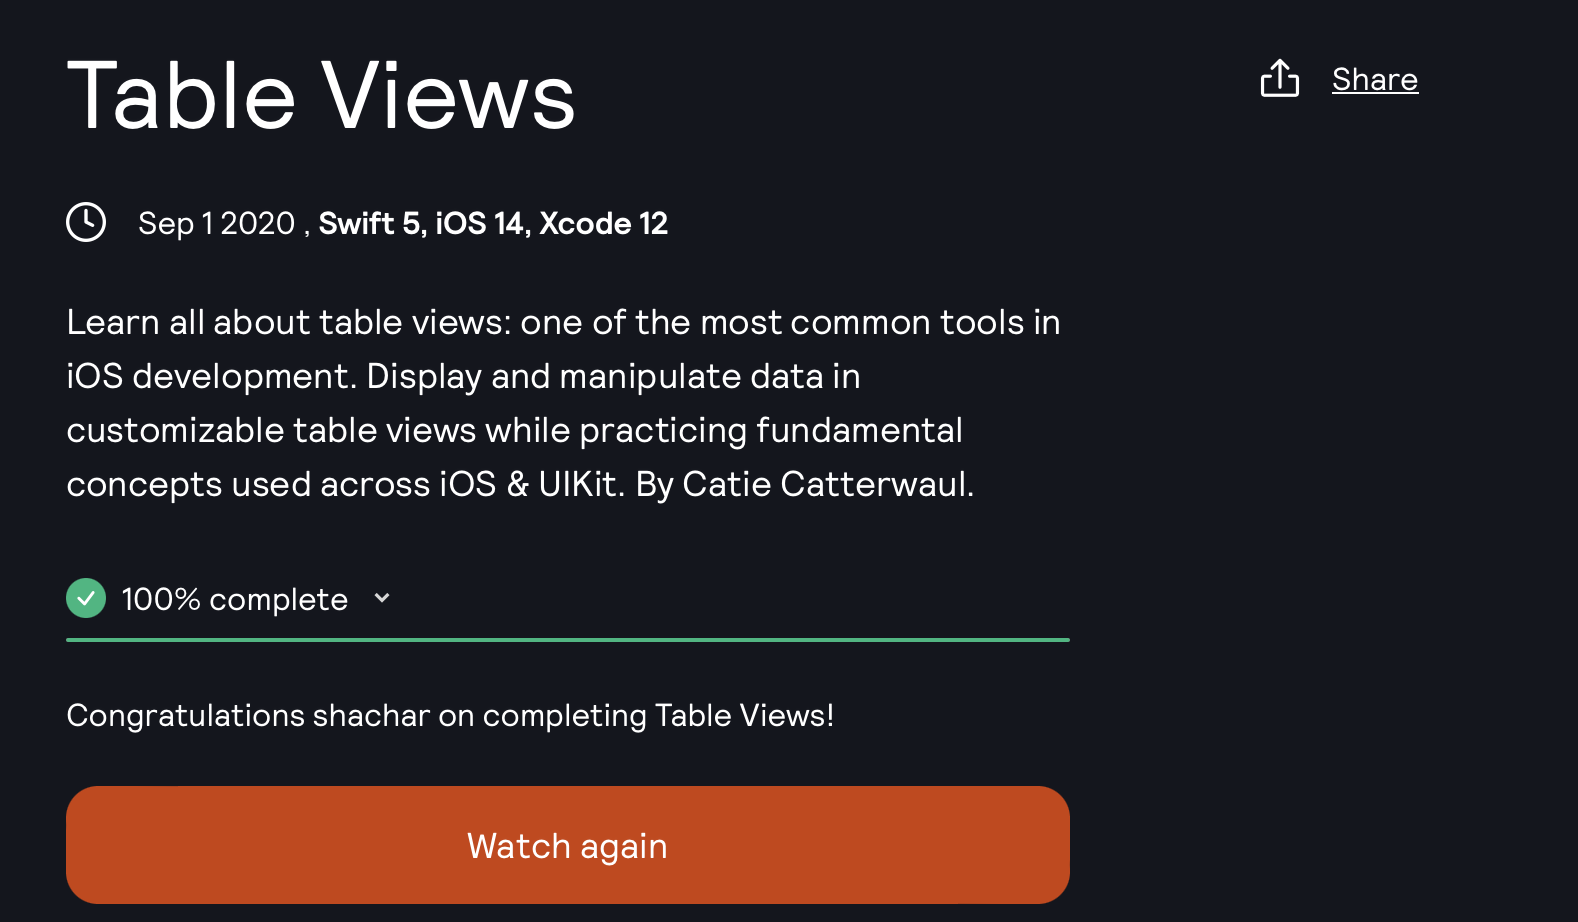 Table Views
Share
Sep 1 2020 , Swift 5, iOS 14, Xcode 12
Learn all about table views: one of the most common tools in
iOS development. Display and manipulate data in
customizable table views while practicing fundamental
concepts used across iOS & UIKit. By Catie Catterwaul.
100% complete
Congratulations shachar on completing Table Views!
Watch again